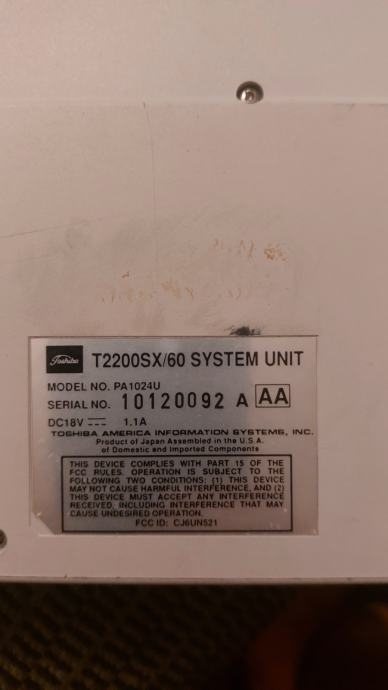 Toshiba T2200SX/60 SYSTEM UNIT
MODEL NO. PA1024U
SERIAL NO. 10120092 A AA
DC18V ⎓ 1.1A
TOSHIBA AMERICA INFORMATION SYSTEMS, INC.
Product of Japan Assembled in the U.S.A.
of Domestic and Imported Components
THIS DEVICE COMPLIES WITH PART 15 OF THE
FCC RULES. OPERATION IS SUBJECT TO THE
FOLLOWING TWO CONDITIONS: (1) THIS DEVICE
MAY NOT CAUSE HARMFUL INTERFERENCE, AND (2)
THIS DEVICE MUST ACCEPT ANY INTERFERENCE
RECEIVED, INCLUDING INTERFERENCE THAT MAY
CAUSE UNDESIRED OPERATION.
FCC ID: CJ6UN521